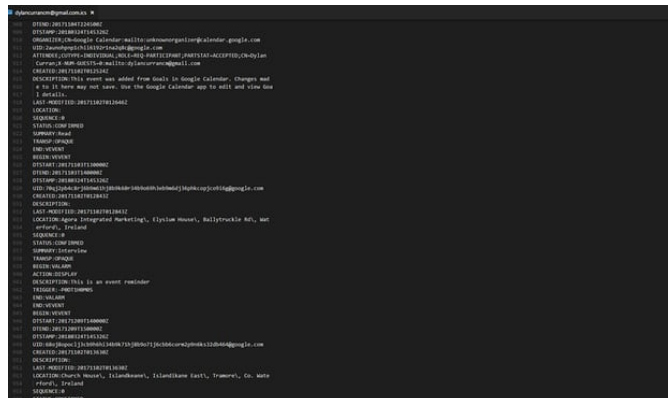 dylancurrancm@gmail.com.ics
DTEND:20171104T224500Z
DTSTAMP:20180324T145326Z
ORGANIZER;CN=Google Calendar:mailto:unknownorganizer@calendar.google.com
ATTENDEE;CUTYPE=INDIVIDUAL;ROLE=REQ-PARTICIPANT;PARTSTAT=ACCEPTED;CN=Dylan
Curran;X-NUM-GUESTS=0:mailto:dylancurrancm@gmail.com
CREATED:20171102T012524Z
DESCRIPTION:This event was added from Goals in Google Calendar. Changes mad
e to it here may not save. Use the Google Calendar app to edit and view Goa
l details.
LAST-MODIFIED:20171102T012646Z
LOCATION:
SEQUENCE:0
STATUS:CONFIRMED
SUMMARY:Read
TRANSP:OPAQUE
END:VEVENT
BEGIN:VEVENT
DTSTART:20171103T130000Z
DTEND:20171103T140000Z
DTSTAMP:20180324T145326Z
CREATED:20171102T012843Z
DESCRIPTION:
LAST-MODIFIED:20171102T012843Z
LOCATION:Agora Integrated Marketing\, Elysium House\, Ballytruckle Rd\, Wat
erford\, Ireland
SEQUENCE:0
STATUS:CONFIRMED
SUMMARY:Interview
TRANSP:OPAQUE
BEGIN:VALARM
ACTION:DISPLAY
DESCRIPTION:This is an event reminder
TRIGGER:-P0DT1H0M0S
END:VALARM
END:VEVENT
BEGIN:VEVENT
DTSTART:20171209T140000Z
DTEND:20171209T150000Z
DTSTAMP:20180324T145326Z
CREATED:20171102T013630Z
DESCRIPTION:
LAST-MODIFIED:20171102T013630Z
LOCATION:Church House\, Islandkeane\, Islandikane East\, Tramore\, Co. Wate
rford\, Ireland
SEQUENCE:0